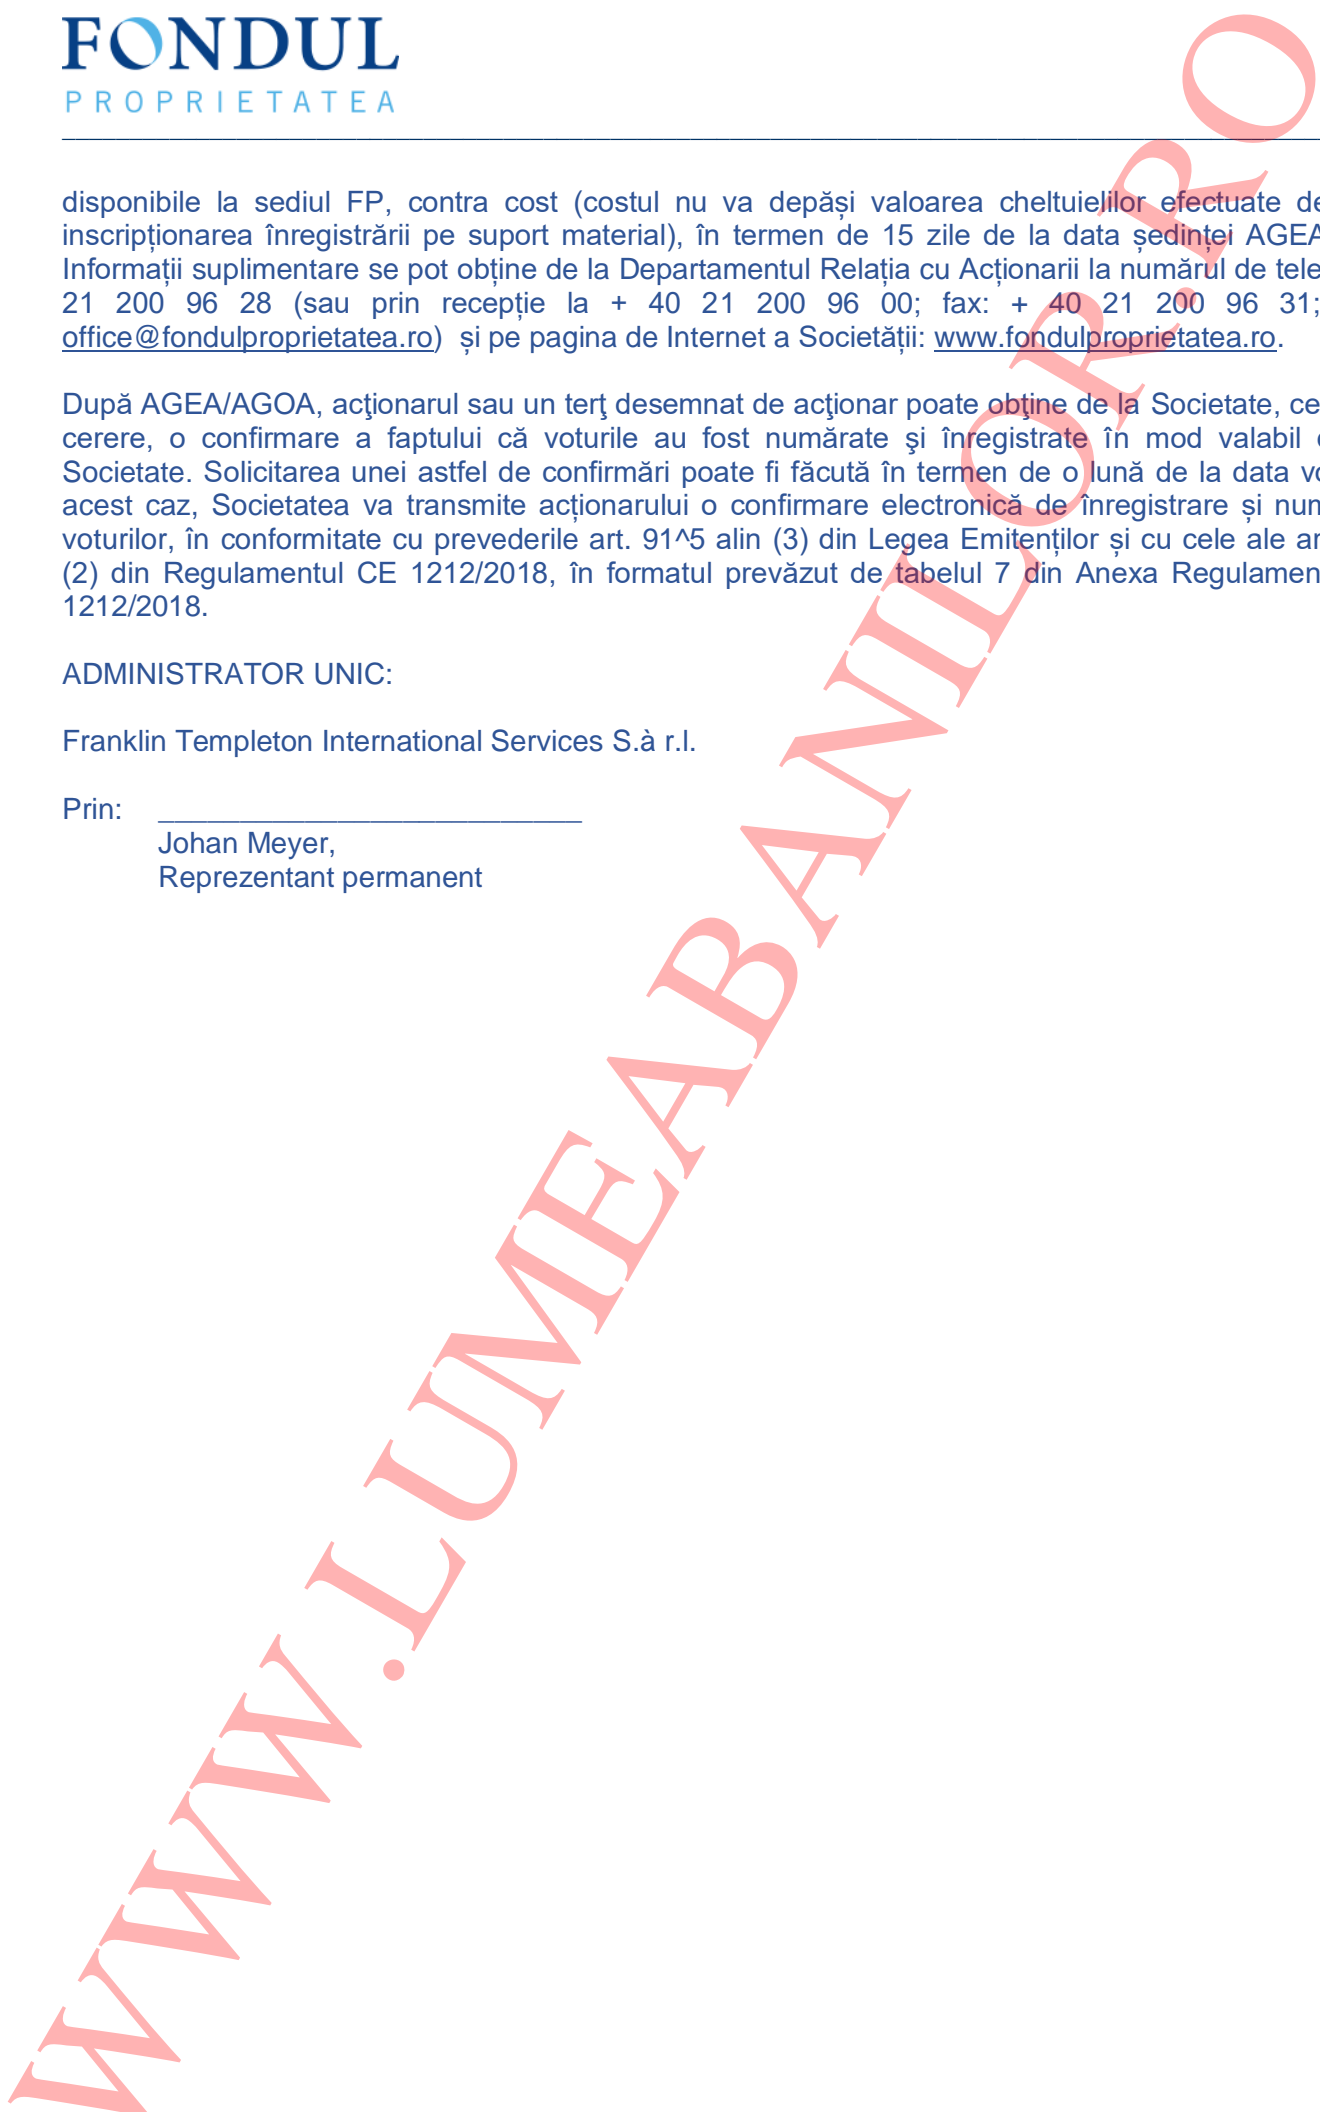 FONDUL
PROPRIETATEA
disponibile la sediul FP, contra cost (costul nu va depăși valoarea cheltuielilor efectuate de
inscripționarea înregistrării pe suport material), în termen de 15 zile de la data ședinței AGEA
Informații suplimentare se pot obține de la Departamentul Relația cu Acționarii la numărul de tele
21 200 96 28 (sau prin recepție la + 40 21 200 96 00; fax: + 40 21 200 96 31;
office@fondulproprietatea.ro) și pe pagina de Internet a Societății: www.fondulproprietatea.ro.
După AGEA/AGOA, acţionarul sau un terţ desemnat de acţionar poate obţine de la Societate, ce
cerere, o confirmare a faptului că voturile au fost numărate şi înregistrate în mod valabil
Societate. Solicitarea unei astfel de confirmări poate fi făcută în termen de o lună de la data vo
acest caz, Societatea va transmite acționarului o confirmare electronică de înregistrare și num
voturilor, în conformitate cu prevederile art. 91^5 alin (3) din Legea Emitenților și cu cele ale ar
(2) din Regulamentul CE 1212/2018, în formatul prevăzut de tabelul 7 din Anexa Regulamen
1212/2018.
ADMINISTRATOR UNIC:
Franklin Templeton International Services S.à r.l.
Prin: __________________________
Johan Meyer,
Reprezentant permanent
WWW.LUMEABANILOR.RO